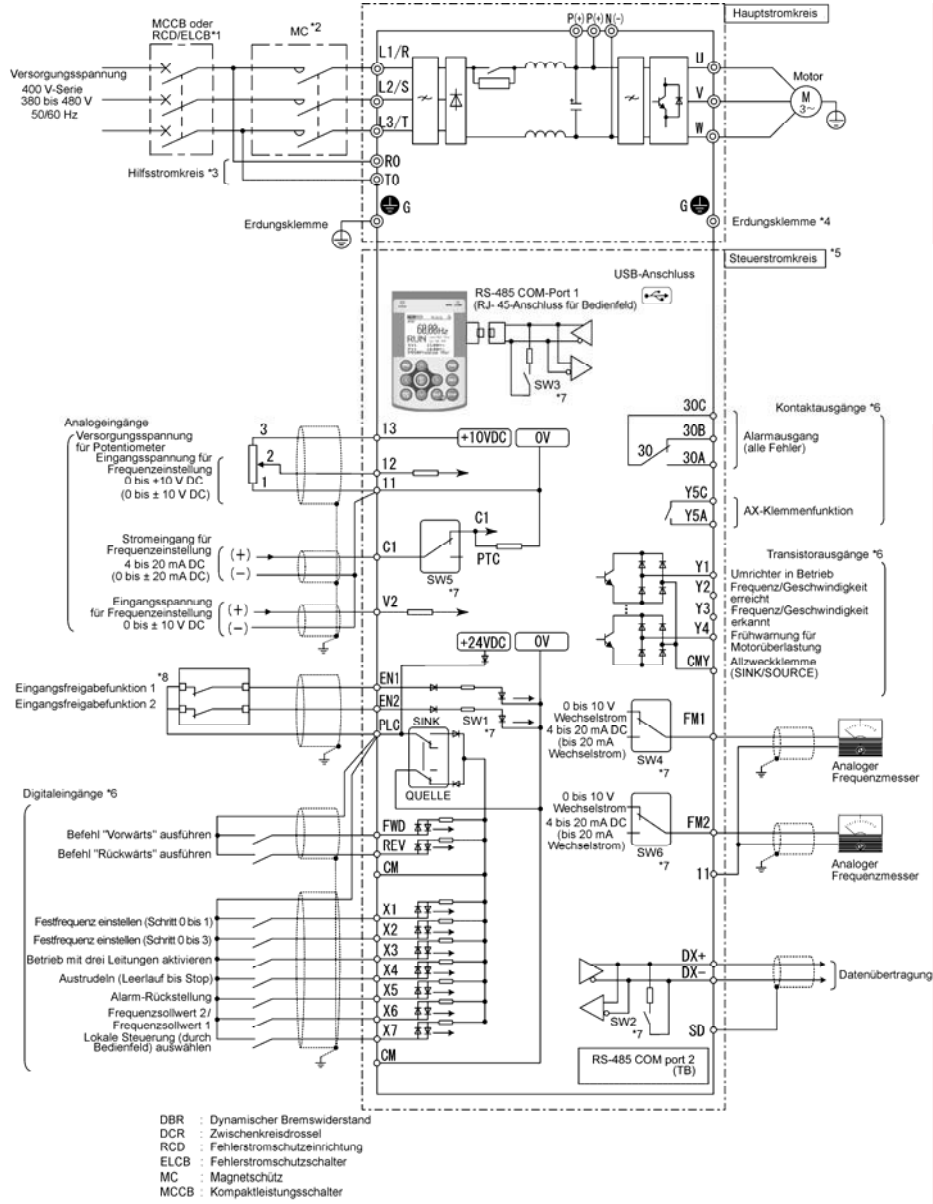 Hauptstromkreis
MCCB oder
RCD/ELCB*1
MC*2
P(+) P(+) N(-)
L1/R
L2/S
L3/T
R0
T0
U
V
W
Motor
M
3~
Versorgungsspannung
400 V-Serie
380 bis 480 V
50/60 Hz
Hilfsstromkreis *3
G
G
Erdungsklemme
Erdungsklemme *4
Steuerstromkreis *5
USB-Anschluss
RS-485 COM-Port 1
(RJ- 45-Anschluss für Bedienfeld)
60.00Hz
RUN
SW3
*7
30C
30B
30
30A
Kontaktausgänge *6
Alarmausgang
(alle Fehler)
Y5C
Y5A
AX-Klemmenfunktion
Analogeingänge
Versorgungsspannung
für Potentiometer
Eingangsspannung für
Frequenzeinstellung
0 bis +10 V DC
(0 bis ± 10 V DC)
3
2
1
13
12
11
+10VDC
0V
Stromeingang für
Frequenzeinstellung
4 bis 20 mA DC
(0 bis ± 20 mA DC)
(+)
(−)
C1
C1
PTC
SW5
*7
Eingangsspannung
für Frequenzeinstellung
0 bis ± 10 V DC
(+)
(−)
V2
+24VDC
0V
Transistorausgänge *6
Y1
Y2
Y3
Y4
CMY
Umrichter in Betrieb
Frequenz/Geschwindigkeit
erreicht
Frequenz/Geschwindigkeit
erkannt
Frühwarnung für
Motorüberlastung
Allzweckklemme
(SINK/SOURCE)
*8
Eingangsfreigabefunktion 1
Eingangsfreigabefunktion 2
EN1
EN2
PLC
SINK
SW1
*7
QUELLE
0 bis 10 V
Wechselstrom
4 bis 20 mA DC
(bis 20 mA
Wechselstrom)
SW4
*7
FM1
Analoger
Frequenzmesser
0 bis 10 V
Wechselstrom
4 bis 20 mA DC
(bis 20 mA
Wechselstrom)
SW6
*7
FM2
11
Analoger
Frequenzmesser
Digitaleingänge *6
Befehl "Vorwärts" ausführen
Befehl "Rückwärts" ausführen
FWD
REV
CM
Festfrequenz einstellen (Schritt 0 bis 1)
Festfrequenz einstellen (Schritt 0 bis 3)
Betrieb mit drei Leitungen aktivieren
Austrudeln (Leerlauf bis Stop)
Alarm-Rückstellung
Frequenzsollwert 2 /
Frequenzsollwert 1
Lokale Steuerung (durch
Bedienfeld) auswählen
X1
X2
X3
X4
X5
X6
X7
CM
DX+
DX−
SD
Datenübertragung
SW2
*7
RS-485 COM port 2
(TB)
DBR : Dynamischer Bremswiderstand
DCR : Zwischenkreisdrossel
RCD : Fehlerstromschutzeinrichtung
ELCB : Fehlerstromschutzschalter
MC : Magnetschütz
MCCB : Kompaktleistungsschalter